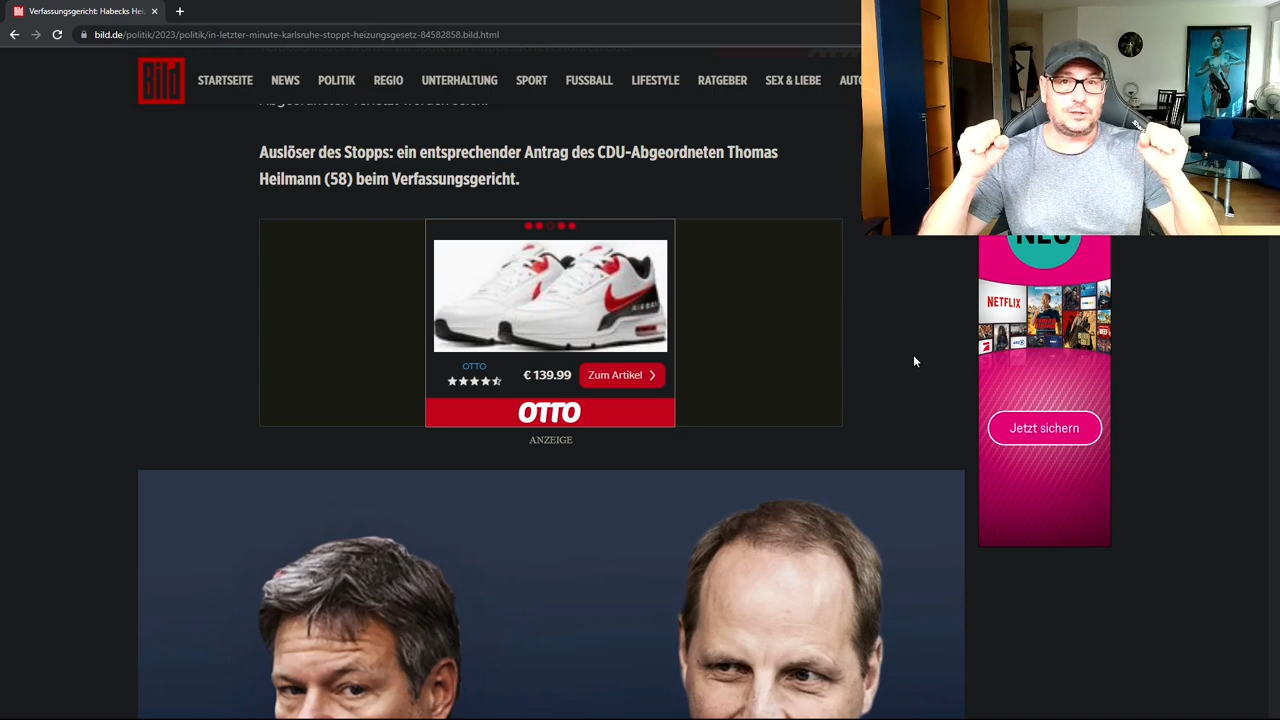 Verfassungsgericht: Habecks Hei
bild.de/politik/2023/politik/in-letzter-minute-karlsruhe-stoppt-heizungsgesetz-84582858.bild.html
Bild STARTSEITE NEWS POLITIK REGIO UNTERHALTUNG SPORT FUSSBALL LIFESTYLE RATGEBER SEX & LIEBE AUTO
Auslöser des Stopps: ein entsprechender Antrag des CDU-Abgeordneten Thomas
Heilmann (58) beim Verfassungsgericht.
OTTO
€ 139.99
Zum Artikel
OTTO
ANZEIGE
NEU
NETFLIX
Jetzt sichern